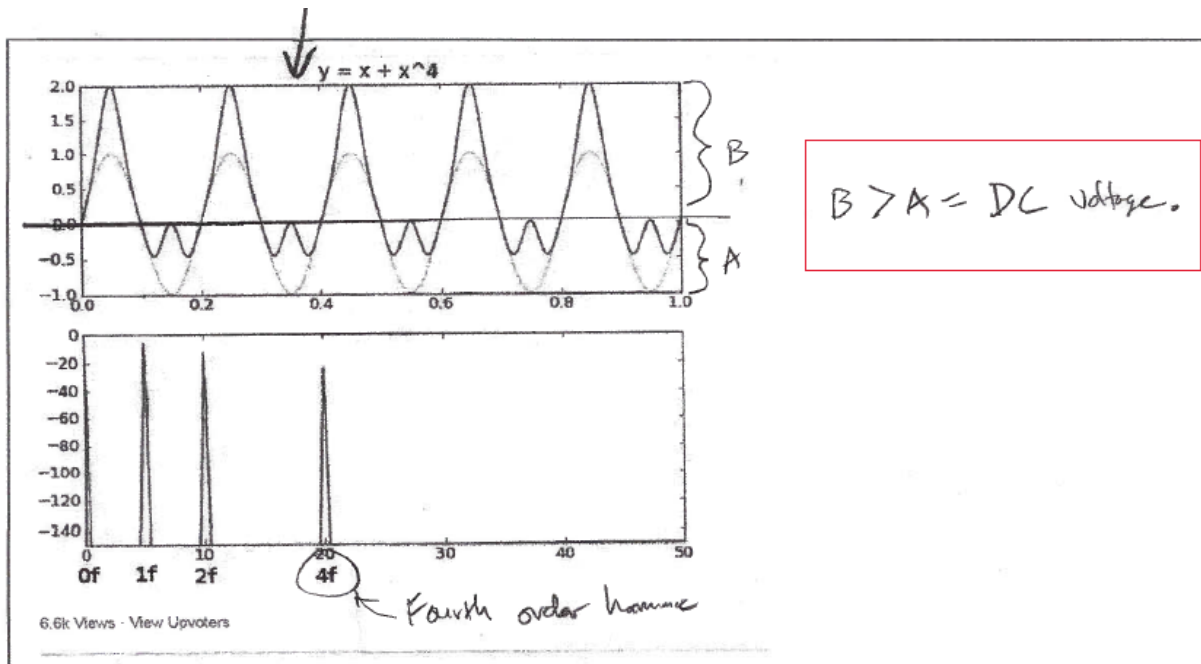 y = x + x^4
2.0
1.5
1.0
0.5
0.0
−0.5
−1.0
0.0 0.2 0.4 0.6 0.8 1.0
B
A
B > A = DC voltage.
0
−20
−40
−60
−80
−100
−120
−140
0 10 20 30 40 50
0f 1f 2f 4f
Fourth order harmonic
6.6k Views · View Upvoters